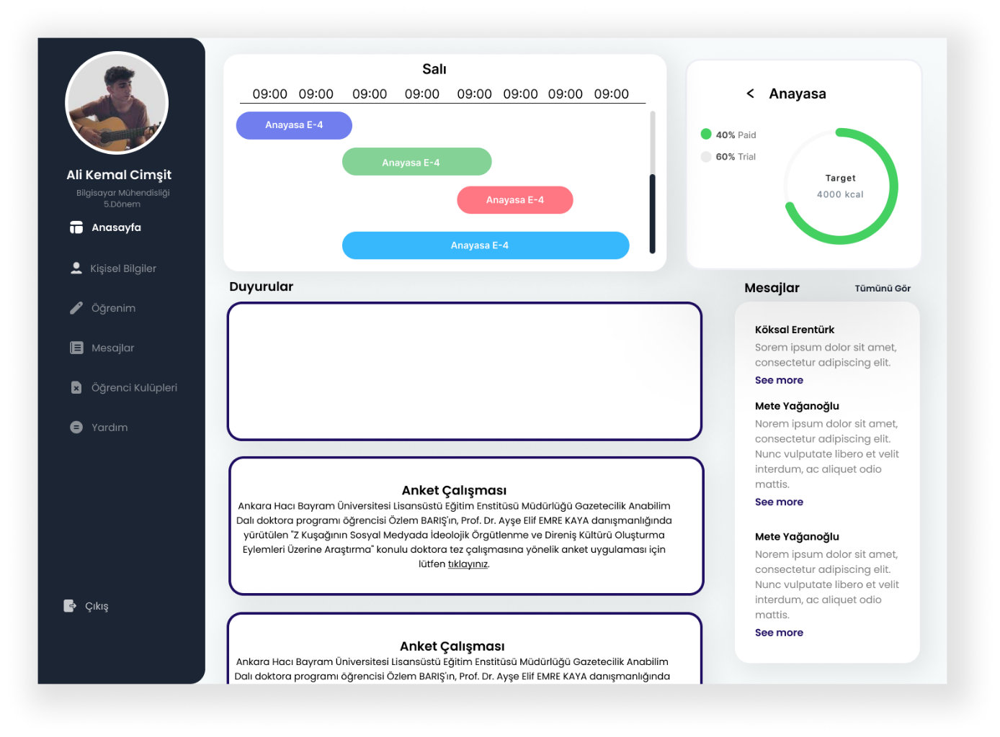 Ali Kemal Cimşit
Bilgisayar Mühendisliği
5.Dönem
Anasayfa
Kişisel Bilgiler
Öğrenim
Mesajlar
Öğrenci Kulüpleri
Yardım
Çıkış
Salı
09:00 09:00 09:00 09:00 09:00 09:00 09:00 09:00
Anayasa E-4
Anayasa E-4
Anayasa E-4
Anayasa E-4
< Anayasa
40% Paid
60% Trial
Target
4000 kcal
Duyurular
Anket Çalışması
Ankara Hacı Bayram Üniversitesi Lisansüstü Eğitim Enstitüsü Müdürlüğü Gazetecilik Anabilim
Dalı doktora programı öğrencisi Özlem BARIŞ'ın, Prof. Dr. Ayşe Elif EMRE KAYA danışmanlığında
yürütülen "Z Kuşağının Sosyal Medyada İdeolojik Örgütlenme ve Direniş Kültürü Oluşturma
Eylemleri Üzerine Araştırma" konulu doktora tez çalışmasına yönelik anket uygulaması için
lütfen tıklayınız.
Anket Çalışması
Ankara Hacı Bayram Üniversitesi Lisansüstü Eğitim Enstitüsü Müdürlüğü Gazetecilik Anabilim
Dalı doktora programı öğrencisi Özlem BARIŞ'ın, Prof. Dr. Ayşe Elif EMRE KAYA danışmanlığında
Mesajlar
Tümünü Gör
Köksal Erentürk
Sorem ipsum dolor sit amet,
consectetur adipiscing elit.
See more
Mete Yağanoğlu
Norem ipsum dolor sit amet,
consectetur adipiscing elit.
Nunc vulputate libero et velit
interdum, ac aliquet odio
mattis.
See more
Mete Yağanoğlu
Norem ipsum dolor sit amet,
consectetur adipiscing elit.
Nunc vulputate libero et velit
interdum, ac aliquet odio
mattis.
See more